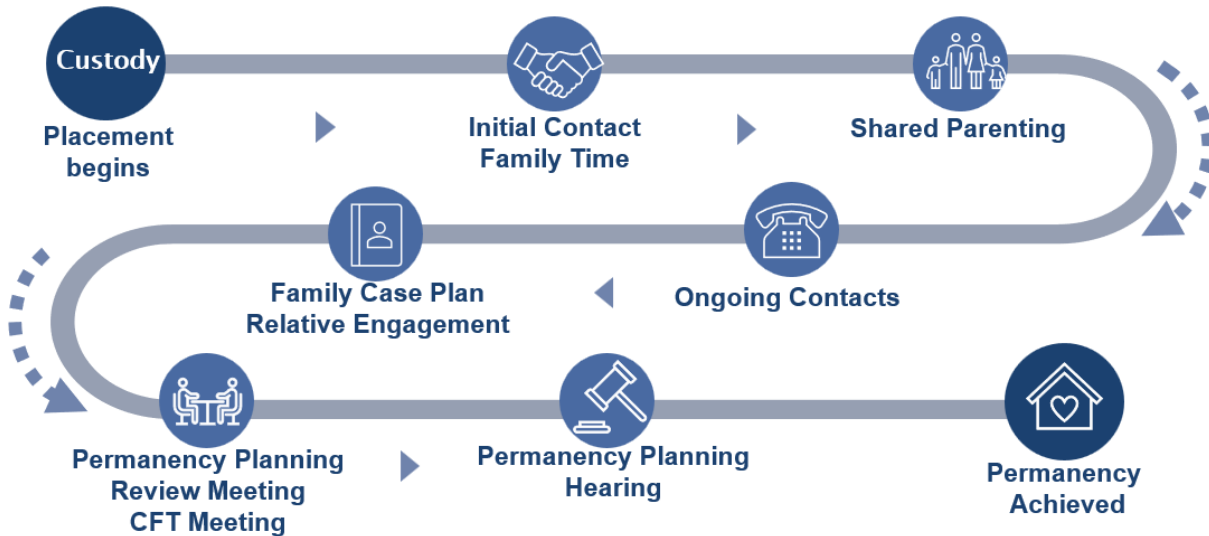 Custody
Placement
begins
Initial Contact
Family Time
Shared Parenting
Ongoing Contacts
Family Case Plan
Relative Engagement
Permanency Planning
Review Meeting
CFT Meeting
Permanency Planning
Hearing
Permanency
Achieved